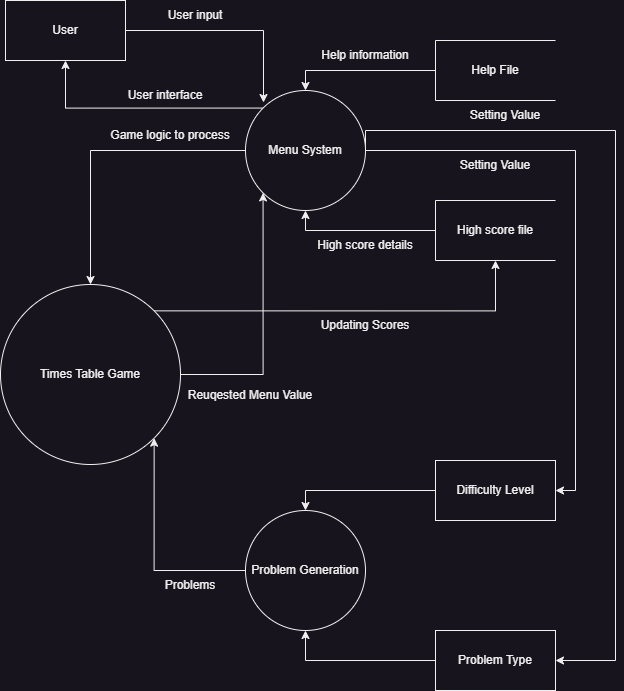 User input
User
Help information
Help File
User interface
Setting Value
Game logic to process
Menu System
Setting Value
High score file
High score details
Updating Scores
Times Table Game
Reuqested Menu Value
Difficulty Level
Problem Generation
Problems
Problem Type